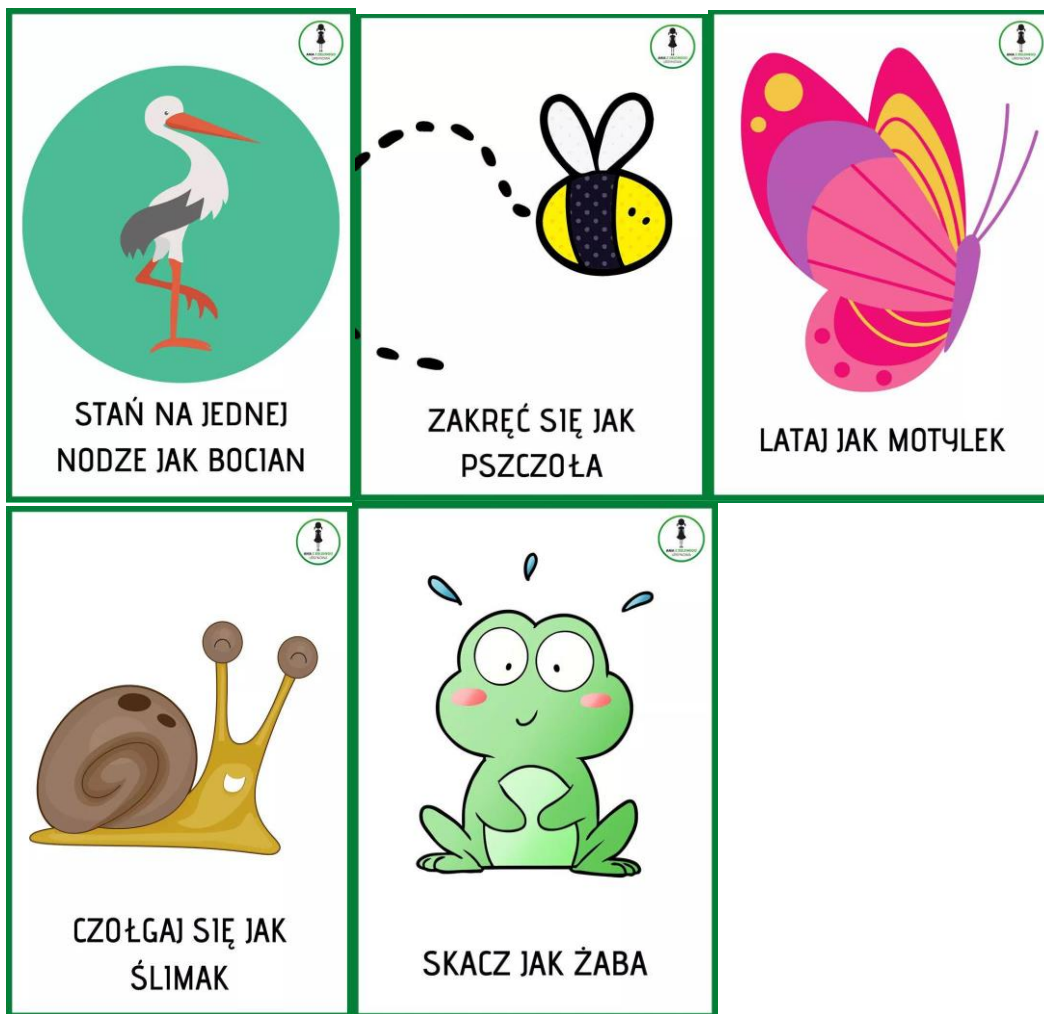 STAŃ NA JEDNEJ
NODZE JAK BOCIAN
ZAKRĘĆ SIĘ JAK
PSZCZOŁA
LATAJ JAK MOTYLEK
CZOŁGAJ SIĘ JAK
ŚLIMAK
SKACZ JAK ŻABA